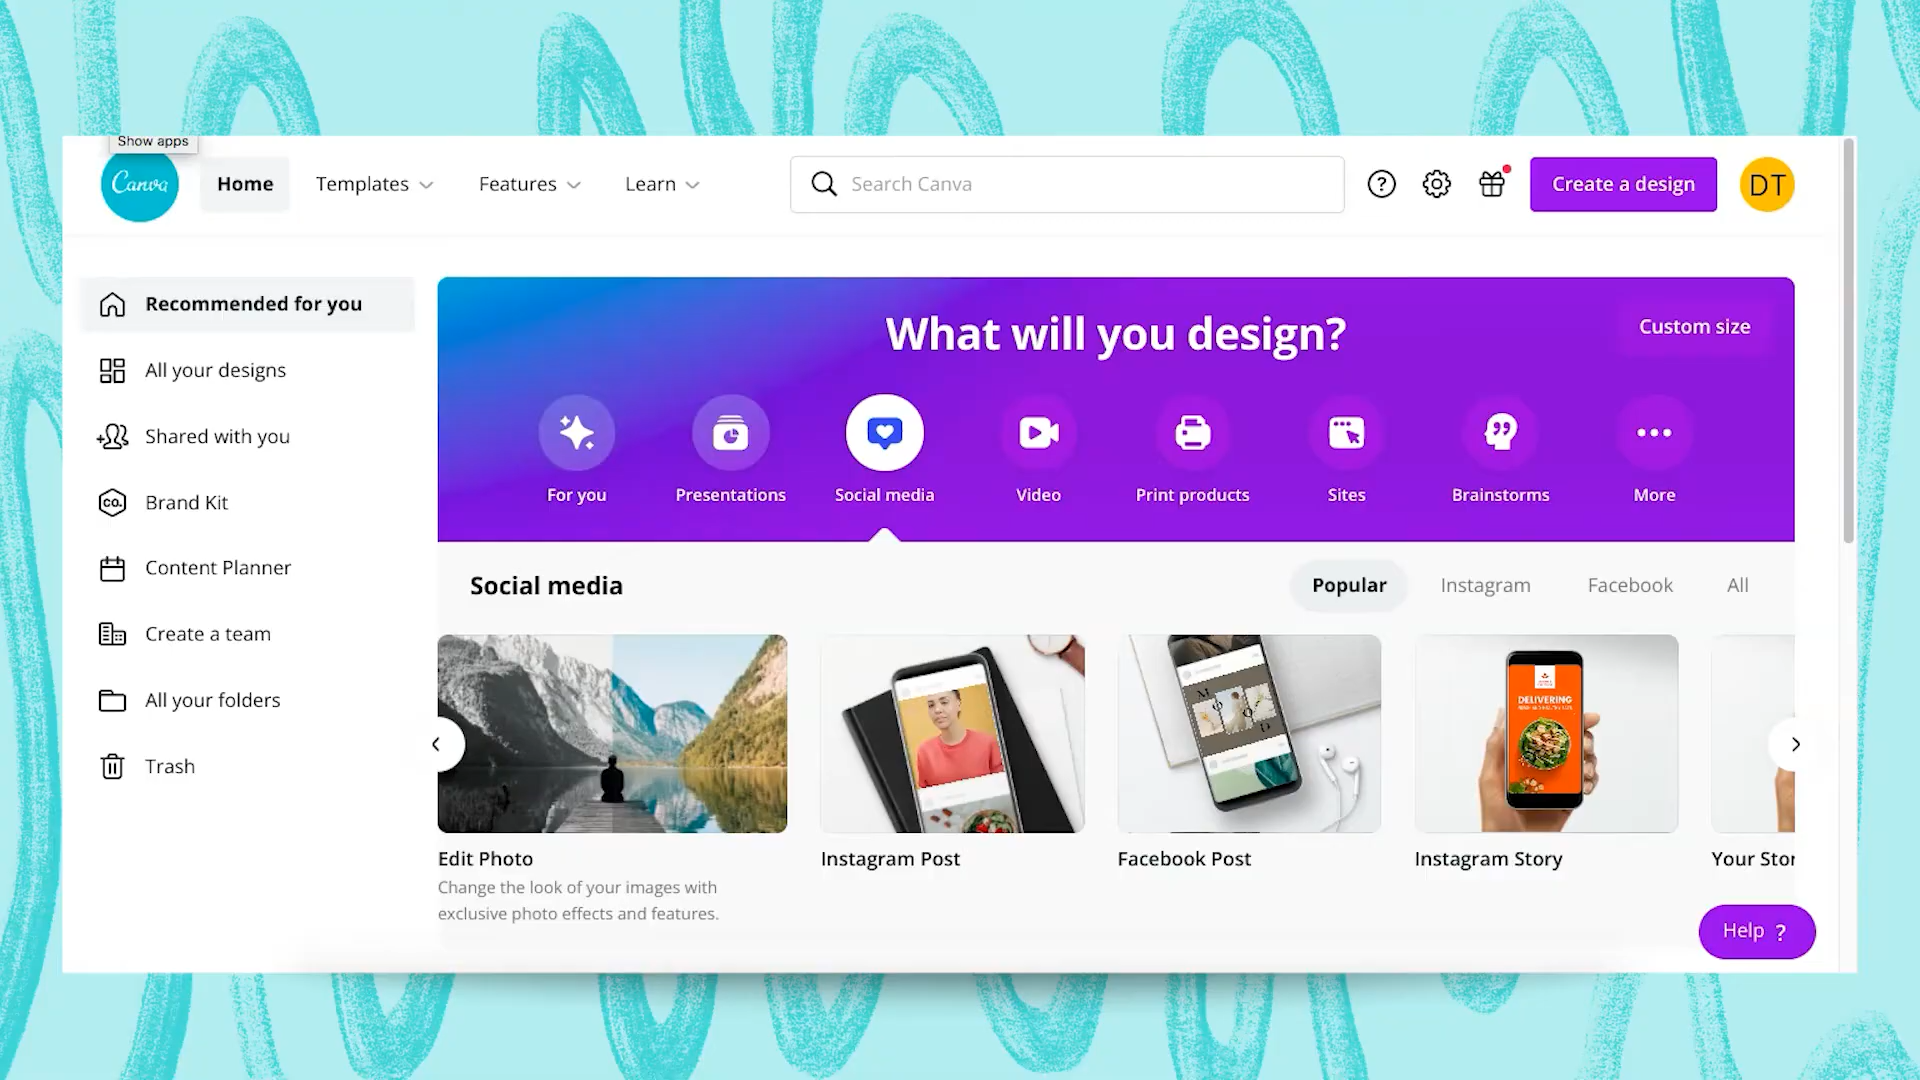 Show apps
Canva
Home
Templates
Features
Learn
Search Canva
?
Create a design
DT
Recommended for you
All your designs
Shared with you
CO.
Brand Kit
Content Planner
Create a team
All your folders
Trash
What will you design?
Custom size
For you
Presentations
Social media
Video
Print products
Sites
Brainstorms
More
Social media
Popular
Instagram
Facebook
All
DELIVERING
Edit Photo
Change the look of your images with
exclusive photo effects and features.
Instagram Post
Facebook Post
Instagram Story
Your Stor
Help ?